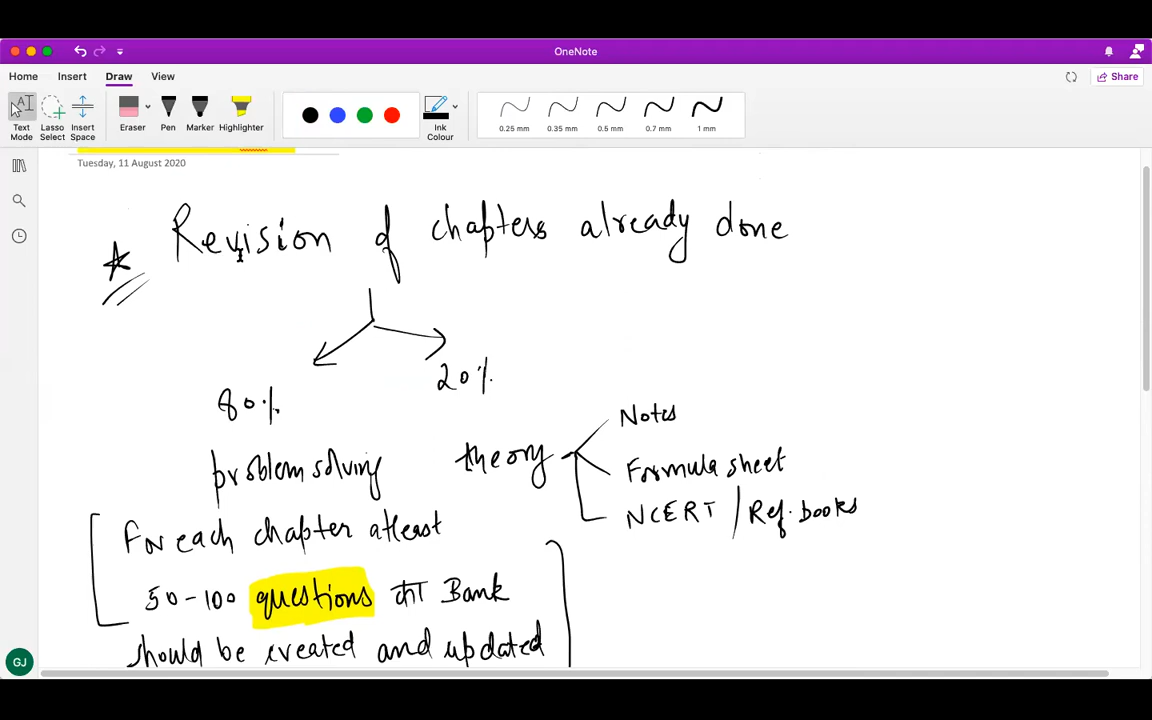 OneNote
Home Insert Draw View
Share
Text Mode
Lasso Select
Insert Space
Eraser
Pen
Marker
Highlighter
Ink Colour
0.25 mm
0.35 mm
0.5 mm
0.7 mm
1 mm
Tuesday, 11 August 2020
Revision of chapters already done
80%
20%
problem solving
theory
Notes
Formula sheet
NCERT / Ref. books
For each chapter atleast
50-100 questions Bank
should be created and updated
GJ